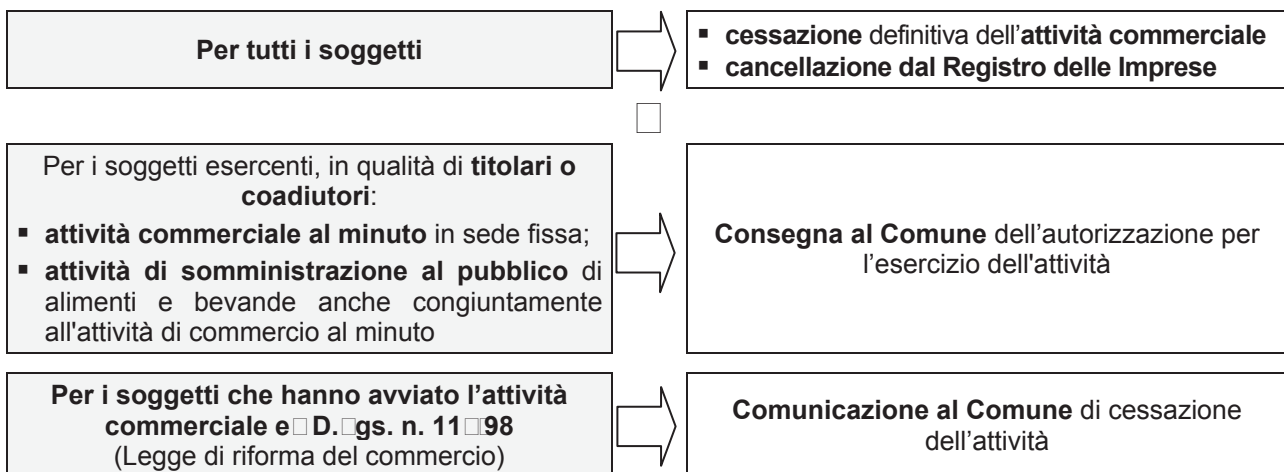 Per tutti i soggetti
▪ cessazione definitiva dell'attività commerciale
▪ cancellazione dal Registro delle Imprese
Per i soggetti esercenti, in qualità di titolari o
coadiutori:
▪ attività commerciale al minuto in sede fissa;
▪ attività di somministrazione al pubblico di
alimenti e bevande anche congiuntamente
all'attività di commercio al minuto
Consegna al Comune dell'autorizzazione per
l'esercizio dell'attività
Per i soggetti che hanno avviato l'attività
commerciale e□ D.□gs. n. 11□□98
(Legge di riforma del commercio)
Comunicazione al Comune di cessazione
dell'attività